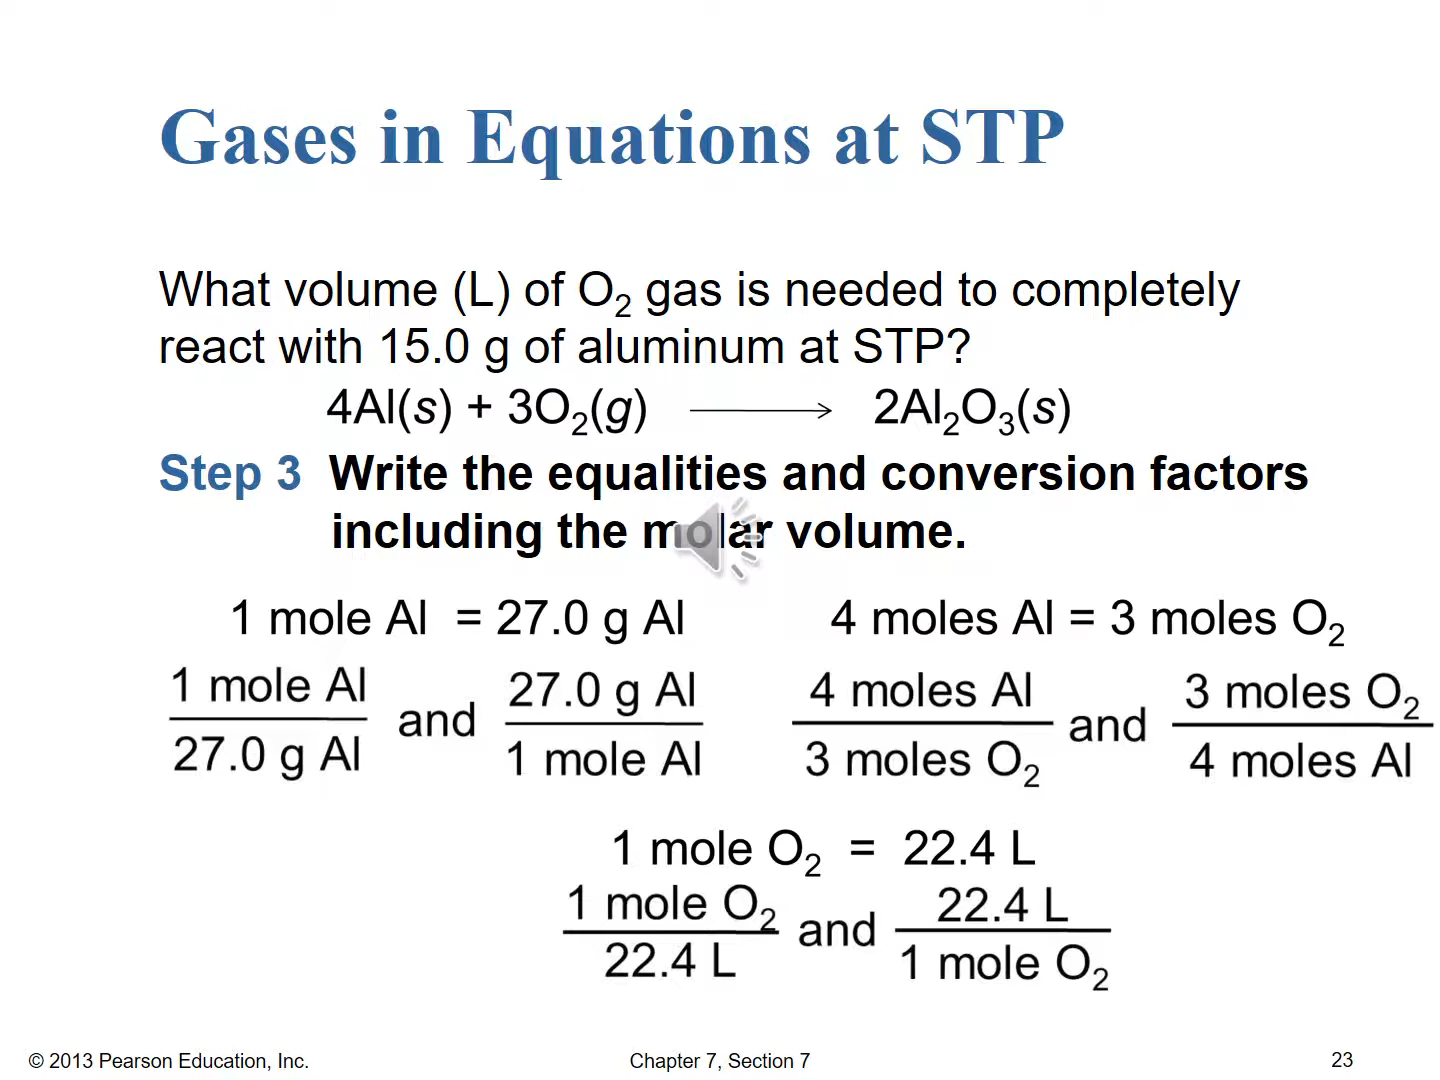 Gases in Equations at STP
What volume (L) of O₂ gas is needed to completely
react with 15.0 g of aluminum at STP?
4Al(s) + 3O₂(g) ⟶ 2Al₂O₃(s)
Step 3 Write the equalities and conversion factors
including the molar volume.
1 mole Al = 27.0 g Al 4 moles Al = 3 moles O₂
1 mole Al and 27.0 g Al 4 moles Al and 3 moles O₂
27.0 g Al 1 mole Al 3 moles O₂ 4 moles Al
1 mole O₂ = 22.4 L
1 mole O₂ and 22.4 L
22.4 L 1 mole O₂
© 2013 Pearson Education, Inc. Chapter 7, Section 7 23